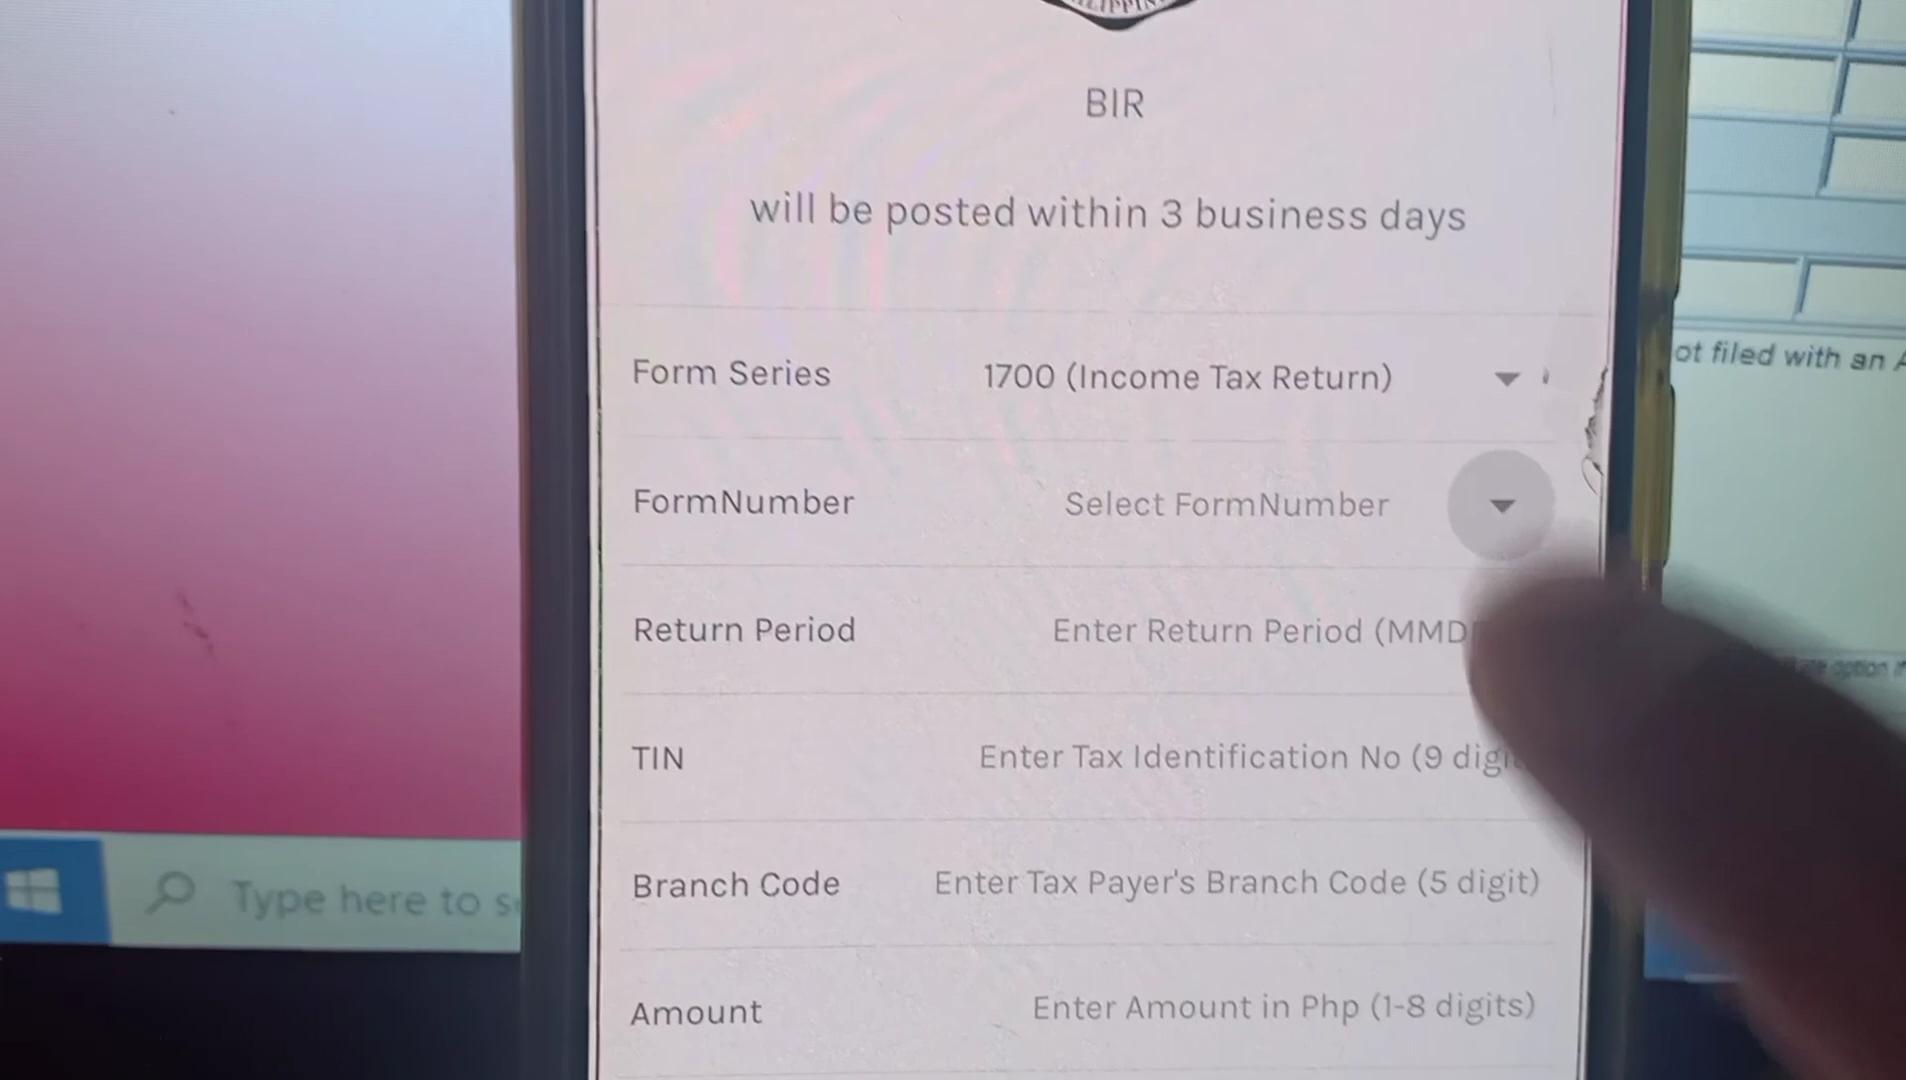 BIR
will be posted within 3 business days
Form Series 1700 (Income Tax Return)
FormNumber Select FormNumber
Return Period Enter Return Period (MMD
TIN Enter Tax Identification No (9 digi
Branch Code Enter Tax Payer's Branch Code (5 digit)
Amount Enter Amount in Php (1-8 digits)
Type here to s
ot filed with an A
option